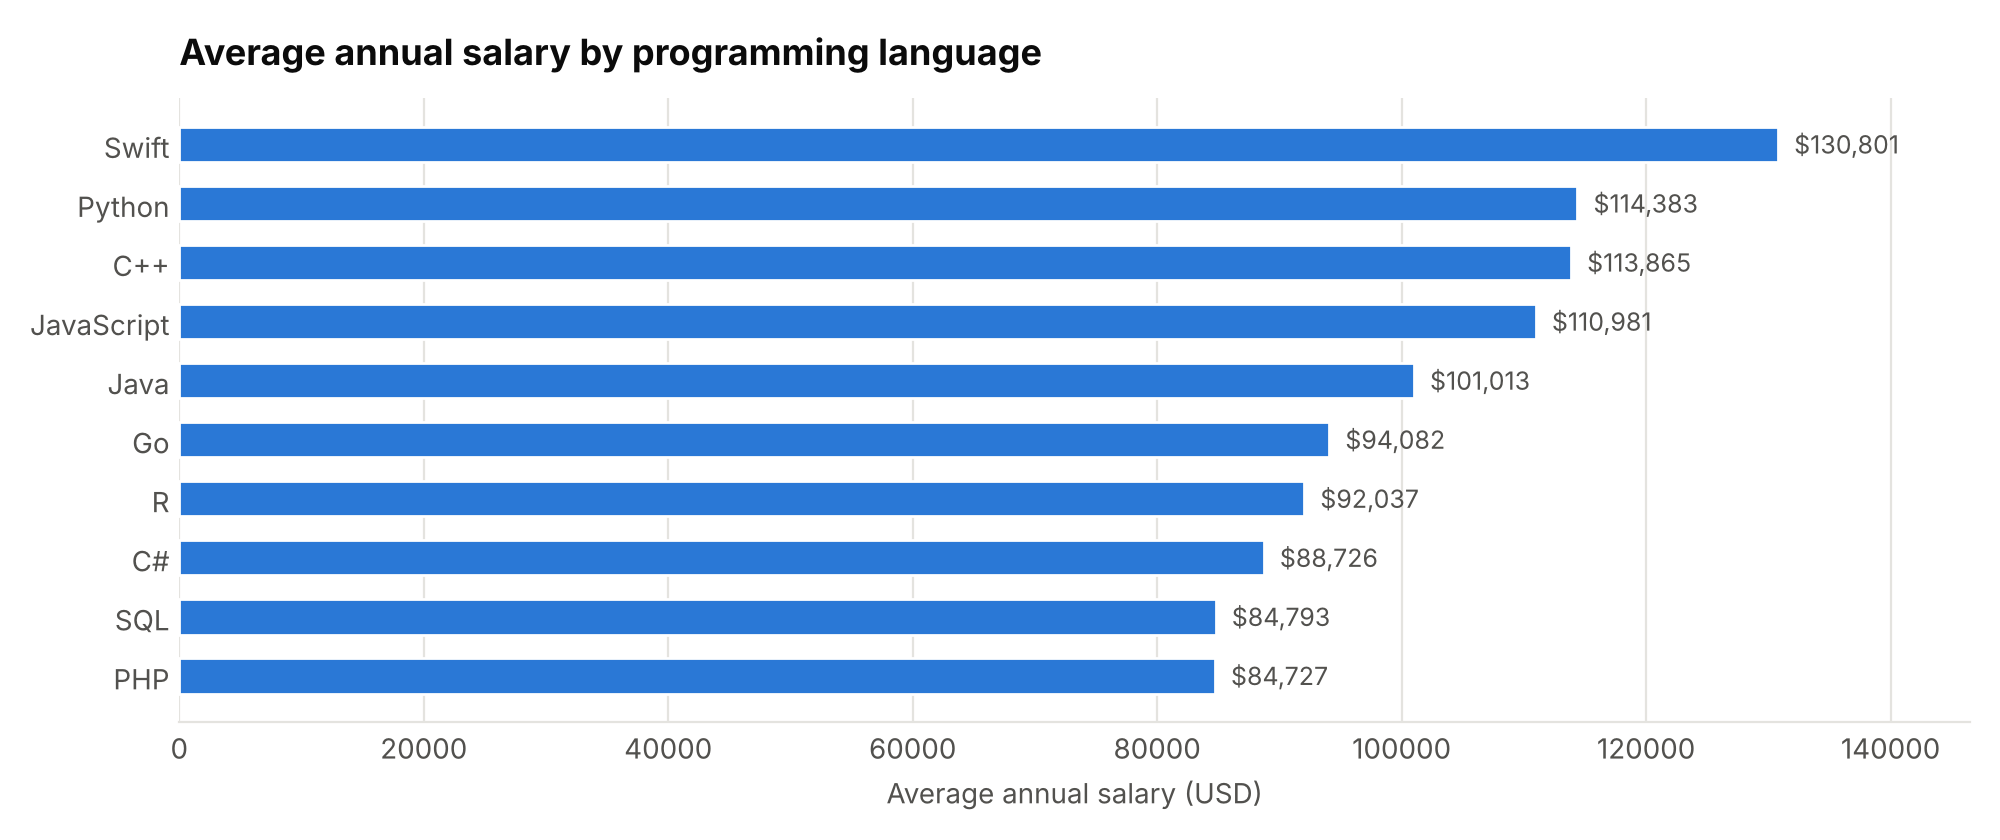 Average annual salary by programming language
Swift $130,801
Python $114,383
C++ $113,865
JavaScript $110,981
Java $101,013
Go $94,082
R $92,037
C# $88,726
SQL $84,793
PHP $84,727
0 20000 40000 60000 80000 100000 120000 140000
Average annual salary (USD)